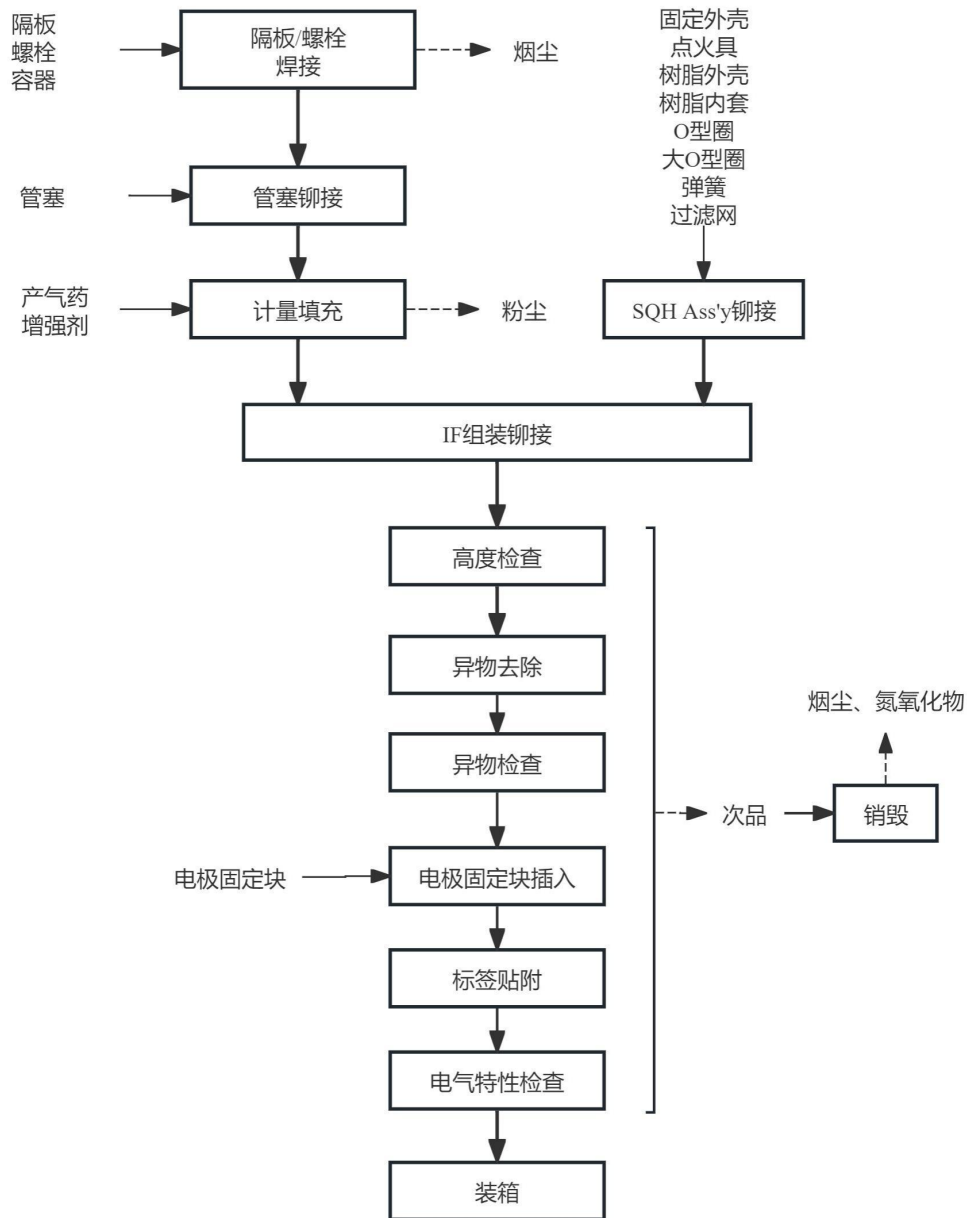 隔板
螺栓
容器
隔板/螺栓
焊接
烟尘
固定外壳
点火具
树脂外壳
树脂内套
O型圈
大O型圈
弹簧
过滤网
管塞
管塞铆接
产气药
增强剂
计量填充
粉尘
SQH Ass'y铆接
IF组装铆接
高度检查
异物去除
异物检查
烟尘、氮氧化物
次品
销毁
电极固定块
电极固定块插入
标签贴附
电气特性检查
装箱